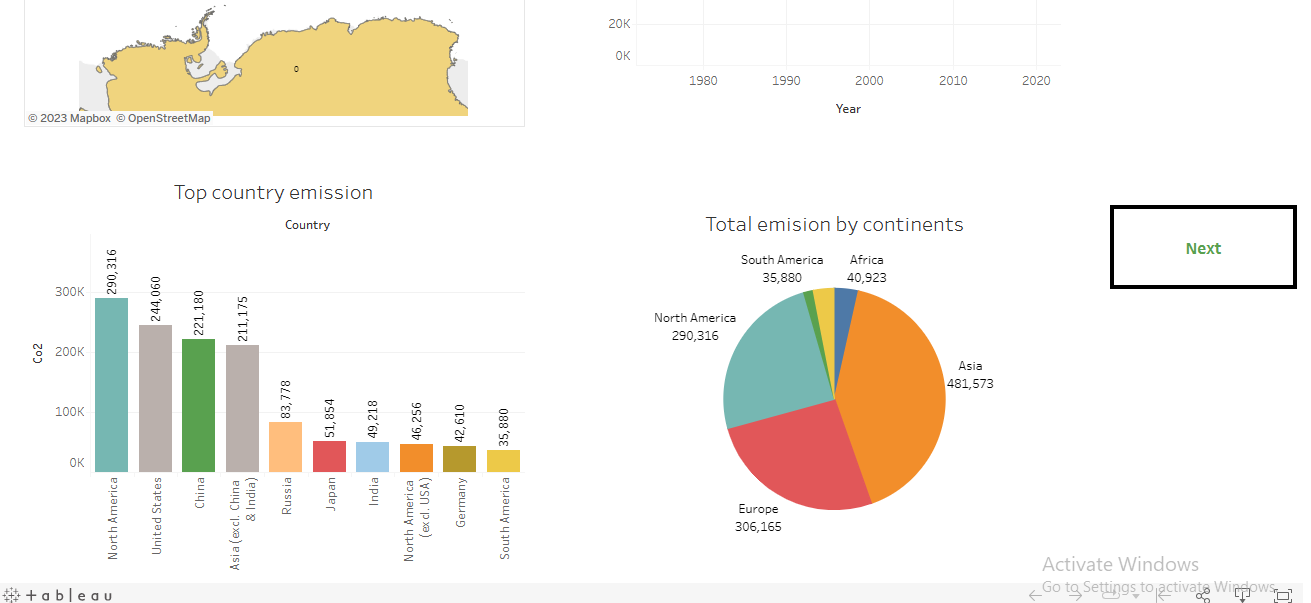 0
© 2023 Mapbox © OpenStreetMap
20K
0K
1980 1990 2000 2010 2020
Year
Top country emission
Country
Co2
300K
200K
100K
0K
290,316
244,060
221,180
211,175
83,778
51,854
49,218
46,256
42,610
35,880
North America
United States
China
Asia (excl. China
& India)
Russia
Japan
India
North America
(excl. USA)
Germany
South America
Total emision by continents
South America
35,880
Africa
40,923
North America
290,316
Asia
481,573
Europe
306,165
Next
Activate Windows
Go to Settings to activate Windows.
+ableau